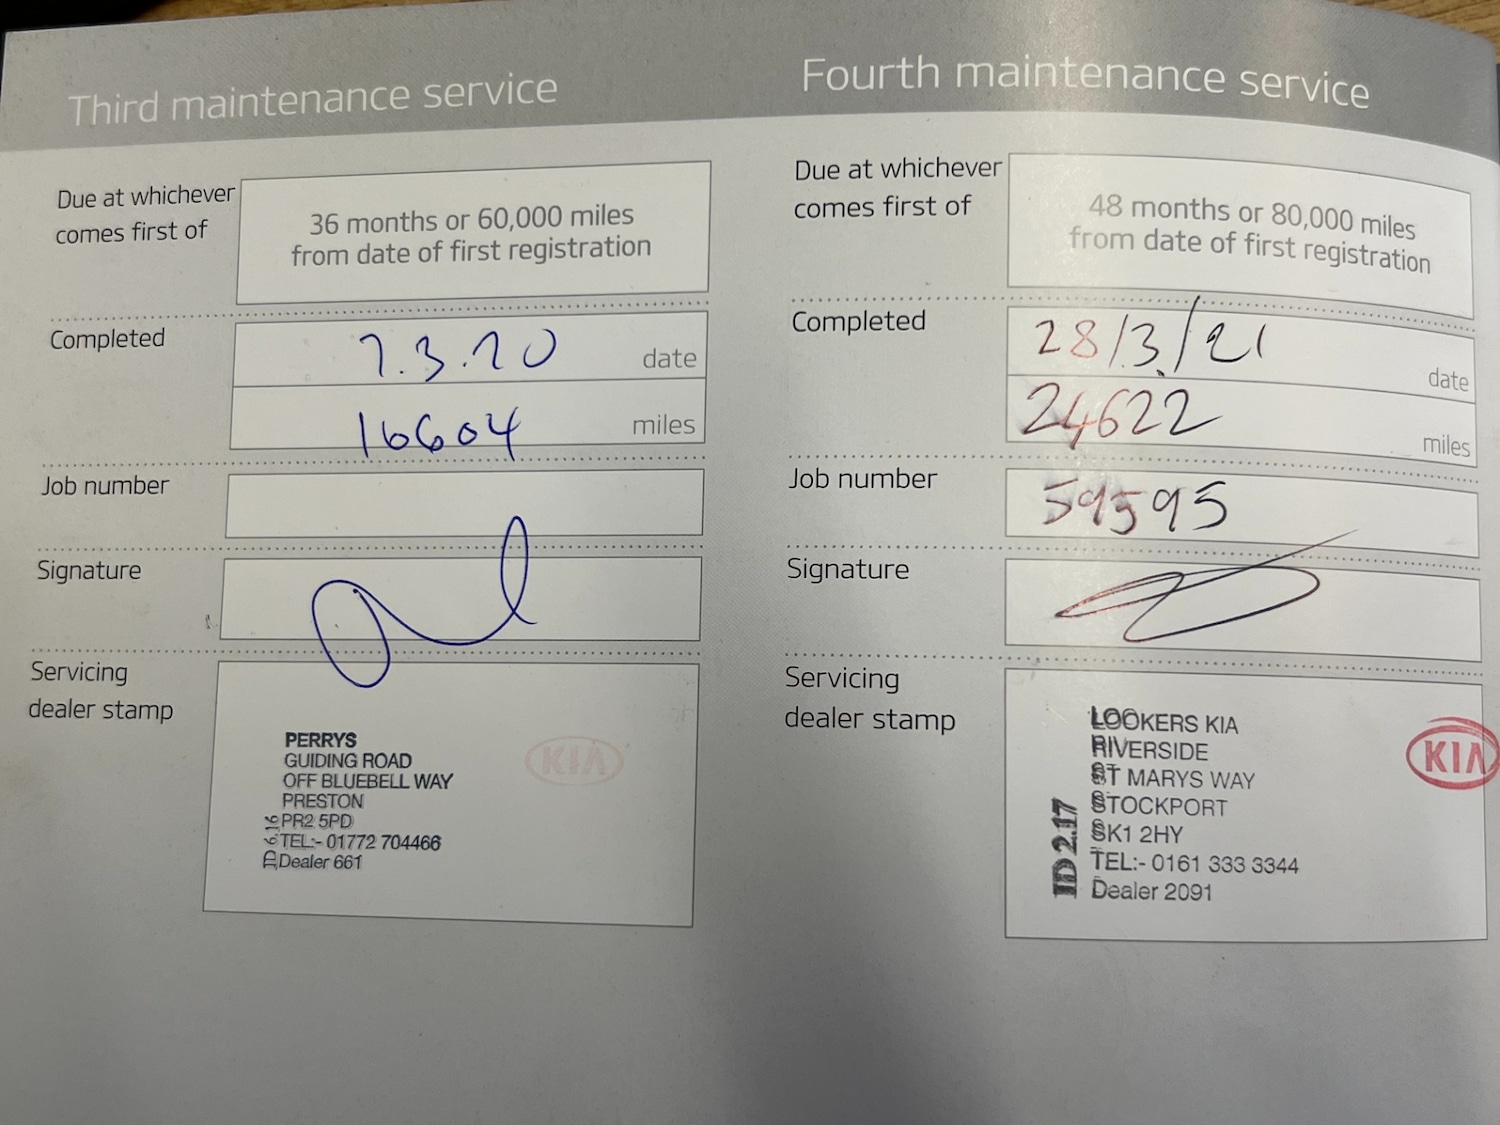 Third maintenance service
Due at whichever
comes first of
36 months or 60,000 miles
from date of first registration
Completed
7.3.20
date
16604
miles
Job number
Signature
Servicing
dealer stamp
PERRYS
GUIDING ROAD
OFF BLUEBELL WAY
PRESTON
PR2 5PD
TEL:- 01772 704466
Dealer 661
KIA
Fourth maintenance service
Due at whichever
comes first of
48 months or 80,000 miles
from date of first registration
Completed
28/3/21
date
24622
miles
Job number
59595
Signature
Servicing
dealer stamp
LOOKERS KIA
RIVERSIDE
ST MARYS WAY
STOCKPORT
SK1 2HY
TEL:- 0161 333 3344
Dealer 2091
ID 2.17
KIA